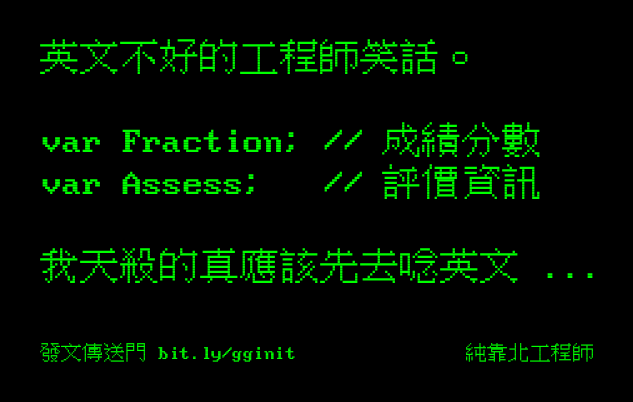 英文不好的工程師笑話。
var Fraction; // 成績分數
var Assess; // 評價資訊
我天殺的真應該先去唸英文 ...
發文傳送門 bit.ly/gginit
純靠北工程師